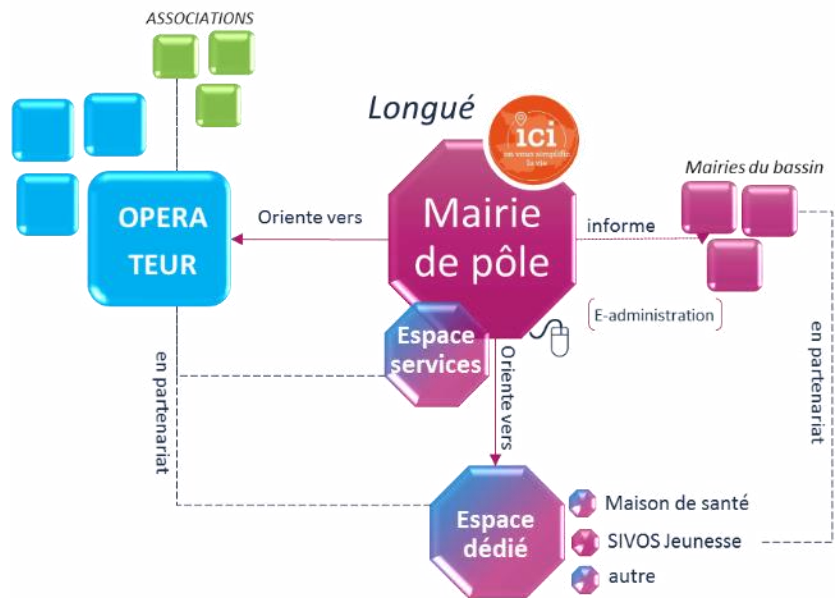 ASSOCIATIONS
Longué
ici
on vous simplifie
la vie
Mairies du bassin
OPERA
TEUR
Oriente vers
Mairie
de pôle
informe
E-administration
Espace
services
Oriente vers
en partenariat
en partenariat
Espace
dédié
Maison de santé
SIVOS Jeunesse
autre